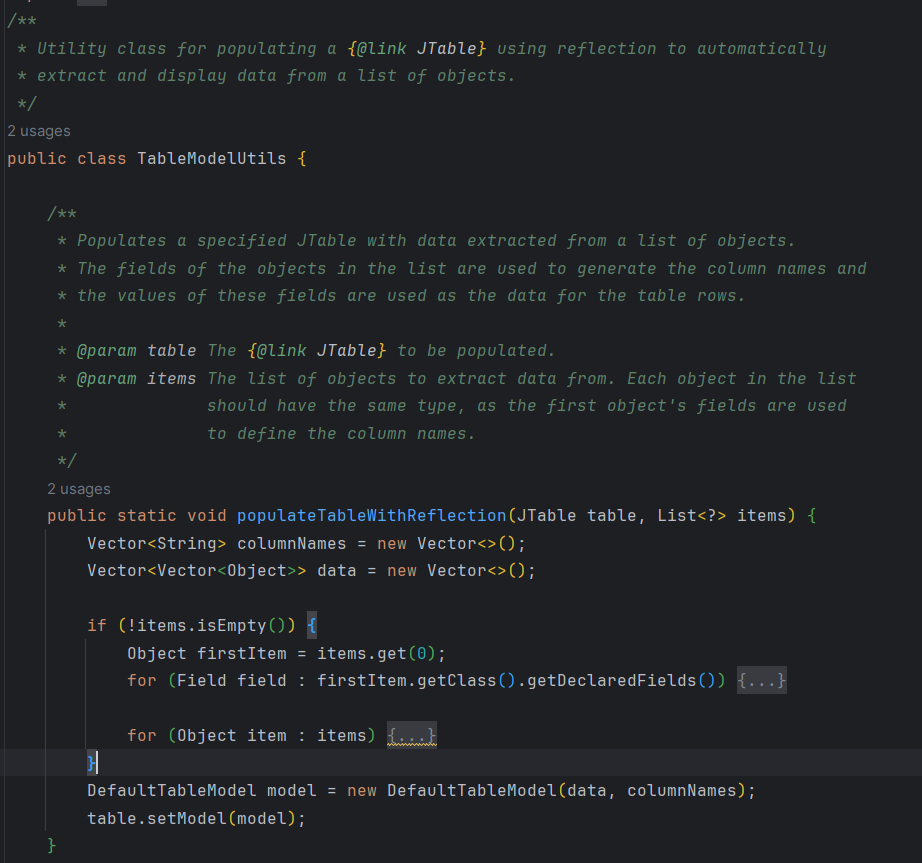 /**
 * Utility class for populating a {@link JTable} using reflection to automatically
 * extract and display data from a list of objects.
 */
2 usages
public class TableModelUtils {
/**
 * Populates a specified JTable with data extracted from a list of objects.
 * The fields of the objects in the list are used to generate the column names and
 * the values of these fields are used as the data for the table rows.
 *
 * @param table The {@link JTable} to be populated.
 * @param items The list of objects to extract data from. Each object in the list
 *              should have the same type, as the first object's fields are used
 *              to define the column names.
 */
2 usages
public static void populateTableWithReflection(JTable table, List<?> items) {
Vector<String> columnNames = new Vector<>();
Vector<Vector<Object>> data = new Vector<>();
if (!items.isEmpty()) {
Object firstItem = items.get(0);
for (Field field : firstItem.getClass().getDeclaredFields()) {...}
for (Object item : items) {...}
}
DefaultTableModel model = new DefaultTableModel(data, columnNames);
table.setModel(model);
}